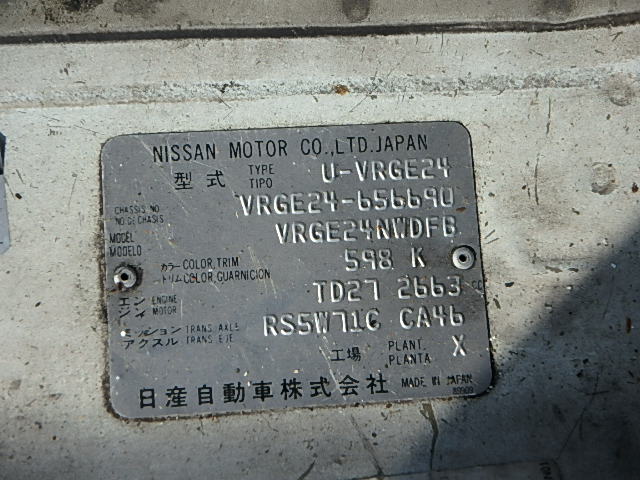 NISSAN MOTOR CO.,LTD.JAPAN
型式 TYPE TIPO U-VRGE24
CHASSIS NO. NO.DE CHASIS VRGE24-656690
MODEL MODELO VRGE24NWDFB
カラー COLOR,TRIM トリム COLOR,GUARNICION 598 K
エンジン ENGINE MOTOR TD27 2663 cc
ミッション TRANS. AXLE アクスル TRANS. EJE RS5W71C CA46
工場 PLANT. PLANTA X
日産自動車株式会社 MADE IN JAPAN